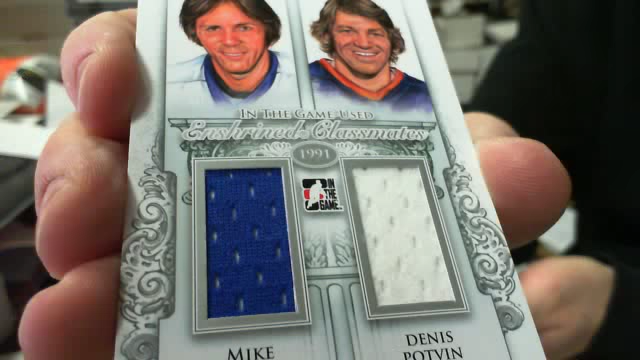 IN THE GAME USED
Enshrined Classmates
1991
IN
THE
GAME.
MIKE
DENIS
POTVIN